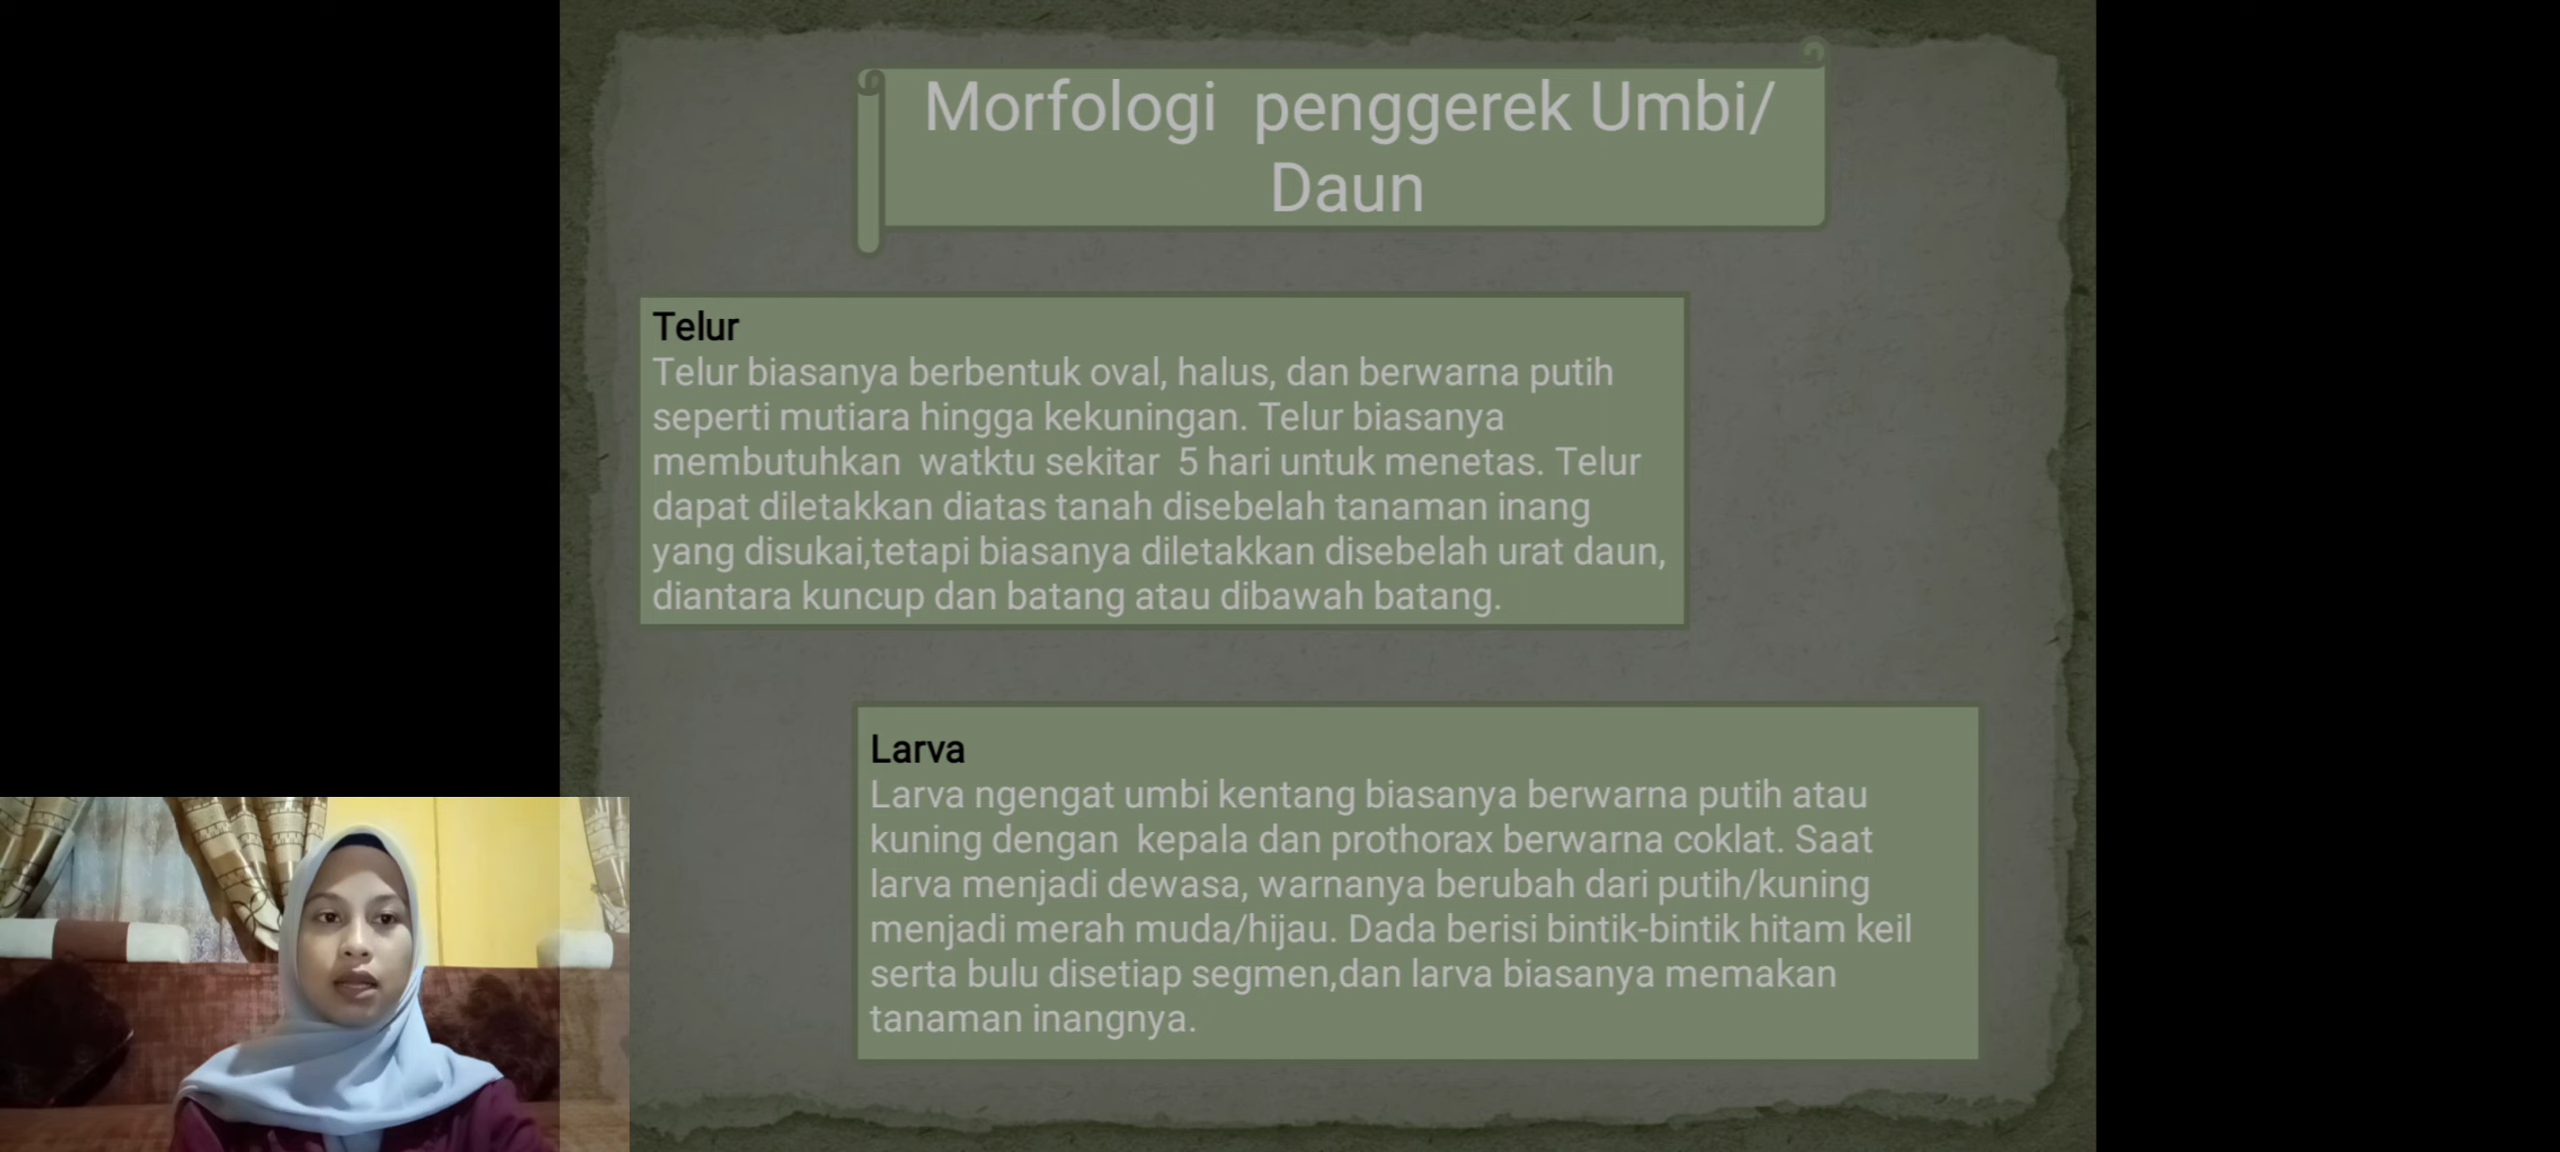 Morfologi  penggerek Umbi/
Daun
Telur
Telur biasanya berbentuk oval, halus, dan berwarna putih
seperti mutiara hingga kekuningan. Telur biasanya
membutuhkan  watktu sekitar  5 hari untuk menetas. Telur
dapat diletakkan diatas tanah disebelah tanaman inang
yang disukai,tetapi biasanya diletakkan disebelah urat daun,
diantara kuncup dan batang atau dibawah batang.
Larva
Larva ngengat umbi kentang biasanya berwarna putih atau
kuning dengan  kepala dan prothorax berwarna coklat. Saat
larva menjadi dewasa, warnanya berubah dari putih/kuning
menjadi merah muda/hijau. Dada berisi bintik-bintik hitam keil
serta bulu disetiap segmen,dan larva biasanya memakan
tanaman inangnya.